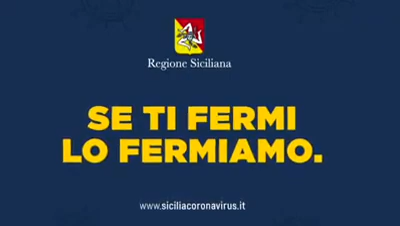 Regione Siciliana
SE TI FERMI
LO FERMIAMO.
www.siciliacoronavirus.it